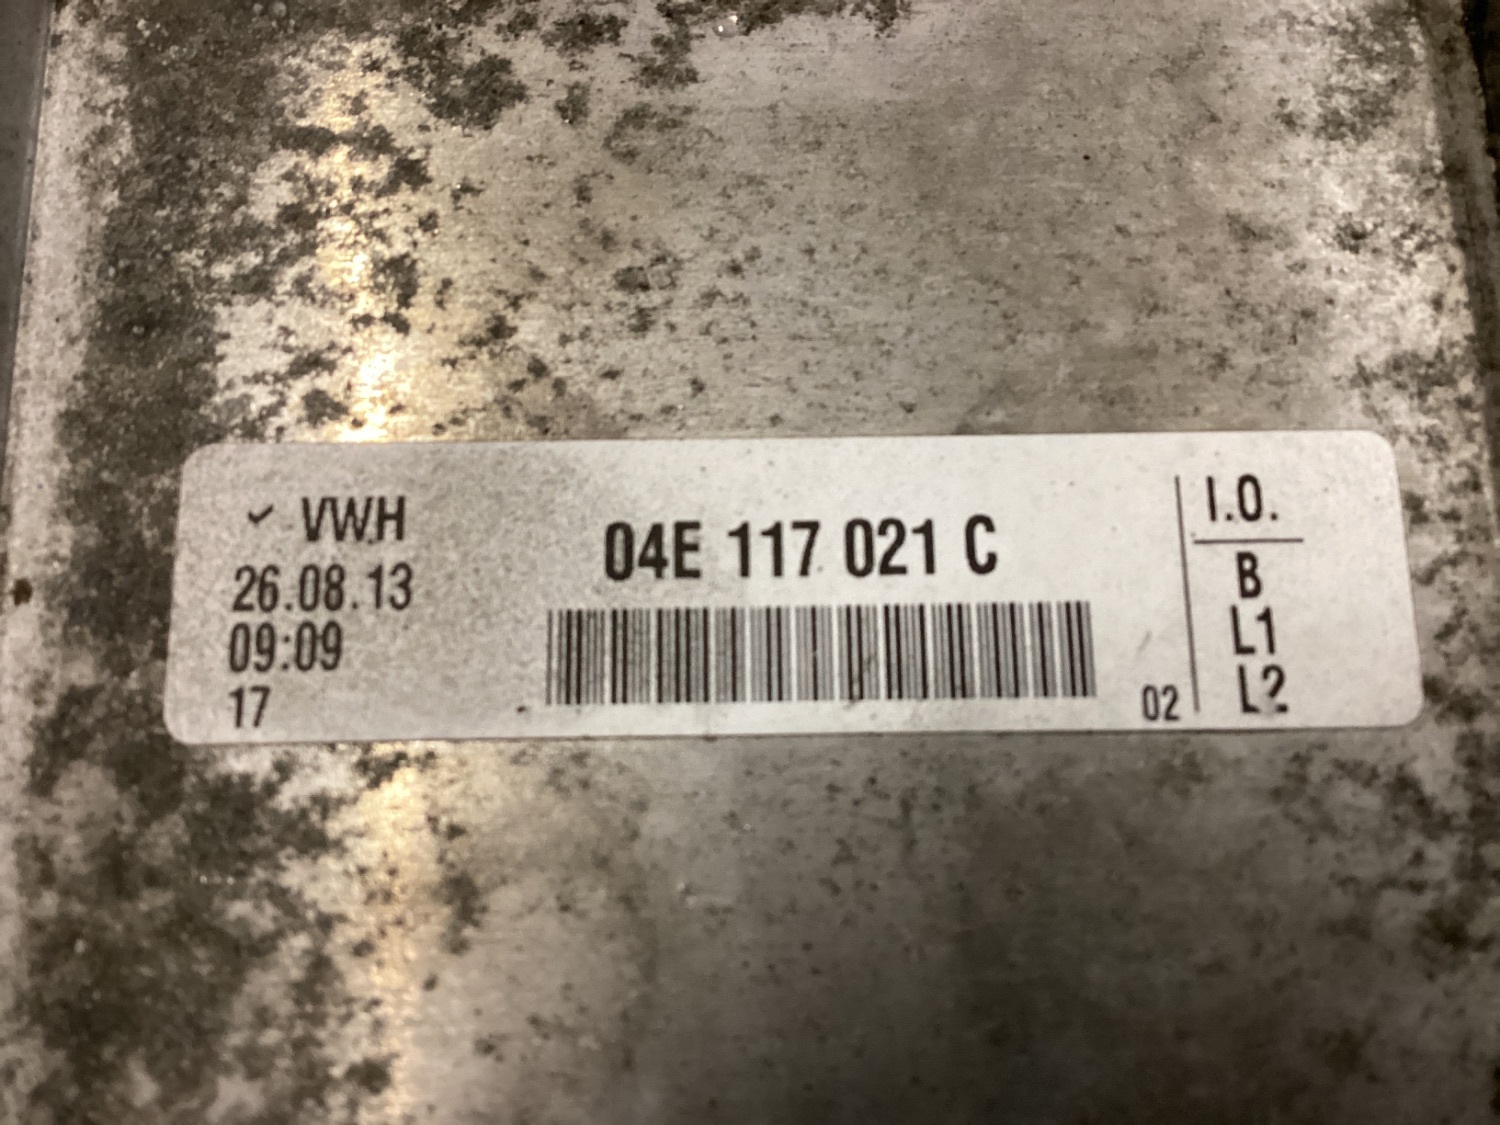 ✓ VWH
26.08.13
09:09
17
04E 117 021 C
02
I.O.
B
L1
L2